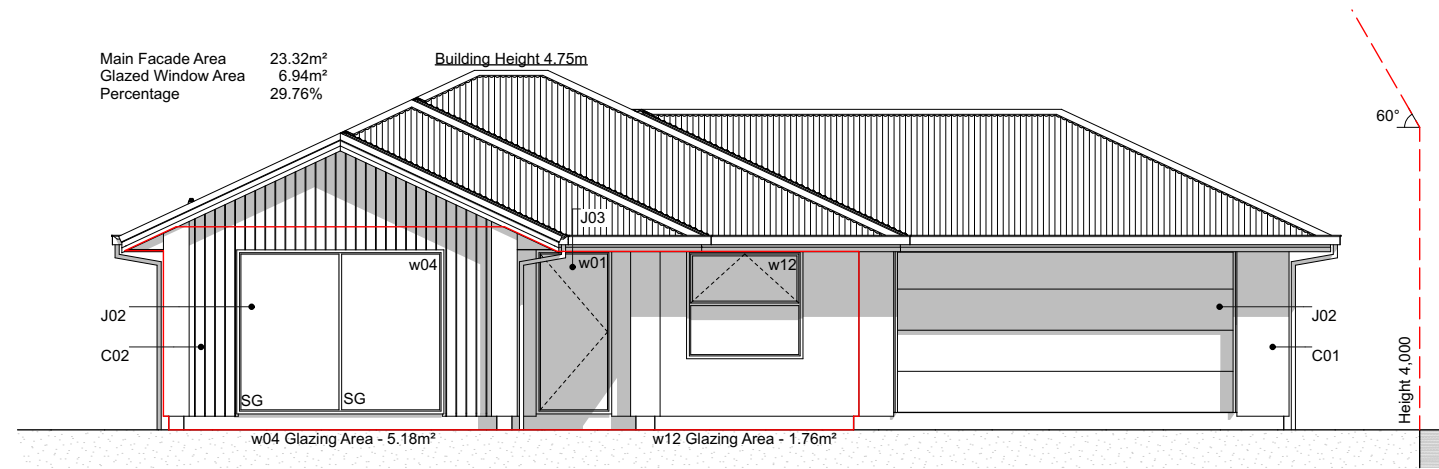 Main Facade Area 23.32m²
Glazed Window Area 6.94m²
Percentage 29.76%
Building Height 4.75m
60°
J03
w04
w01
w12
J02
J02
C02
C01
SG
SG
Height 4,000
w04 Glazing Area - 5.18m²
w12 Glazing Area - 1.76m²